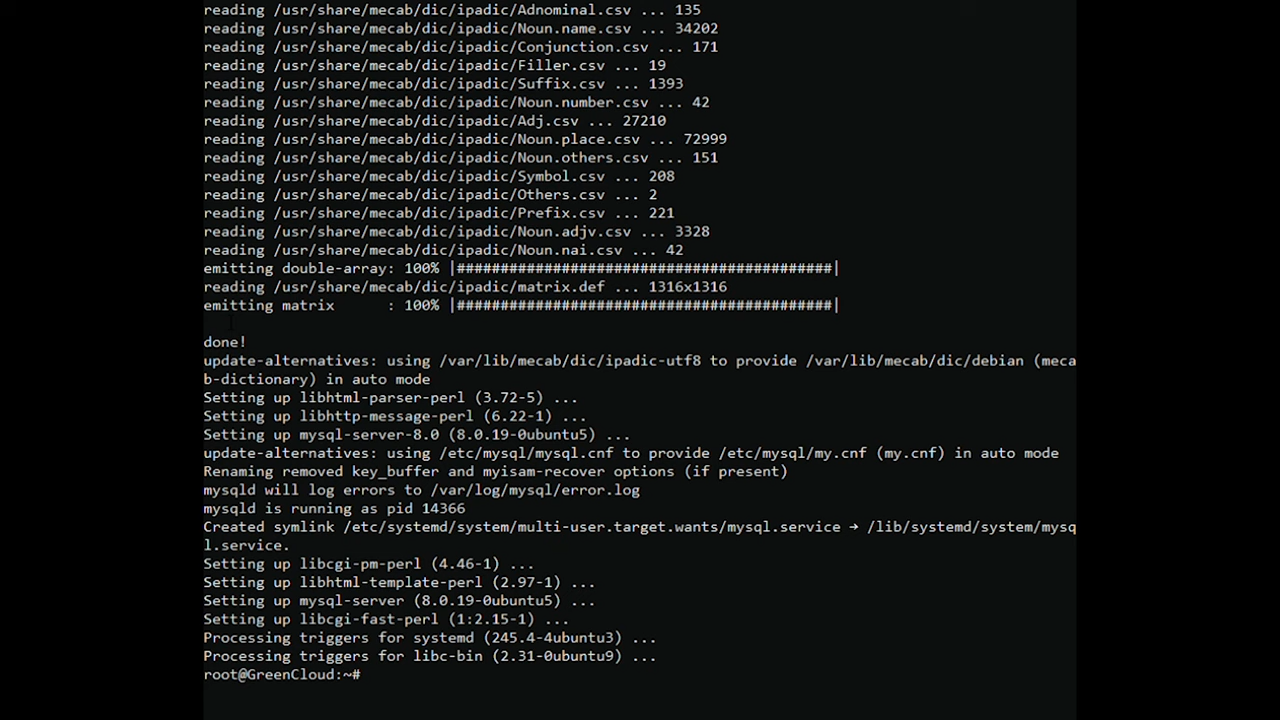 reading /usr/share/mecab/dic/ipadic/Adnominal.csv ... 135
reading /usr/share/mecab/dic/ipadic/Noun.name.csv ... 34202
reading /usr/share/mecab/dic/ipadic/Conjunction.csv ... 171
reading /usr/share/mecab/dic/ipadic/Filler.csv ... 19
reading /usr/share/mecab/dic/ipadic/Suffix.csv ... 1393
reading /usr/share/mecab/dic/ipadic/Noun.number.csv ... 42
reading /usr/share/mecab/dic/ipadic/Adj.csv ... 27210
reading /usr/share/mecab/dic/ipadic/Noun.place.csv ... 72999
reading /usr/share/mecab/dic/ipadic/Noun.others.csv ... 151
reading /usr/share/mecab/dic/ipadic/Symbol.csv ... 208
reading /usr/share/mecab/dic/ipadic/Others.csv ... 2
reading /usr/share/mecab/dic/ipadic/Prefix.csv ... 221
reading /usr/share/mecab/dic/ipadic/Noun.adjv.csv ... 3328
reading /usr/share/mecab/dic/ipadic/Noun.nai.csv ... 42
emitting double-array: 100% |###########################################|
reading /usr/share/mecab/dic/ipadic/matrix.def ... 1316x1316
emitting matrix      : 100% |###########################################|
done!
update-alternatives: using /var/lib/mecab/dic/ipadic-utf8 to provide /var/lib/mecab/dic/debian (meca
b-dictionary) in auto mode
Setting up libhtml-parser-perl (3.72-5) ...
Setting up libhttp-message-perl (6.22-1) ...
Setting up mysql-server-8.0 (8.0.19-0ubuntu5) ...
update-alternatives: using /etc/mysql/mysql.cnf to provide /etc/mysql/my.cnf (my.cnf) in auto mode
Renaming removed key_buffer and myisam-recover options (if present)
mysqld will log errors to /var/log/mysql/error.log
mysqld is running as pid 14366
Created symlink /etc/systemd/system/multi-user.target.wants/mysql.service → /lib/systemd/system/mysq
l.service.
Setting up libcgi-pm-perl (4.46-1) ...
Setting up libhtml-template-perl (2.97-1) ...
Setting up mysql-server (8.0.19-0ubuntu5) ...
Setting up libcgi-fast-perl (1:2.15-1) ...
Processing triggers for systemd (245.4-4ubuntu3) ...
Processing triggers for libc-bin (2.31-0ubuntu9) ...
root@GreenCloud:~#